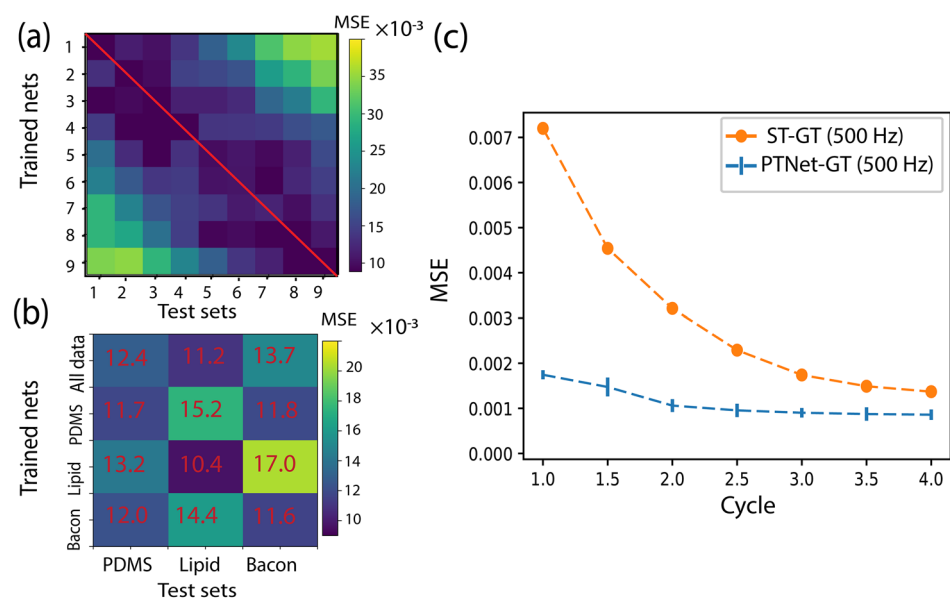 (a)
MSE ×10⁻³
Trained nets
1
2
3
4
5
6
7
8
9
1 2 3 4 5 6 7 8 9
Test sets
35
30
25
20
15
10
(b)
MSE ×10⁻³
Trained nets
All data
PDMS
Lipid
Bacon
12.4 11.2 13.7
11.7 15.2 11.8
13.2 10.4 17.0
12.0 14.4 11.6
PDMS Lipid Bacon
Test sets
20
18
16
14
12
10
(c)
MSE
0.007
0.006
0.005
0.004
0.003
0.002
0.001
0.000
ST-GT (500 Hz)
PTNet-GT (500 Hz)
1.0 1.5 2.0 2.5 3.0 3.5 4.0
Cycle